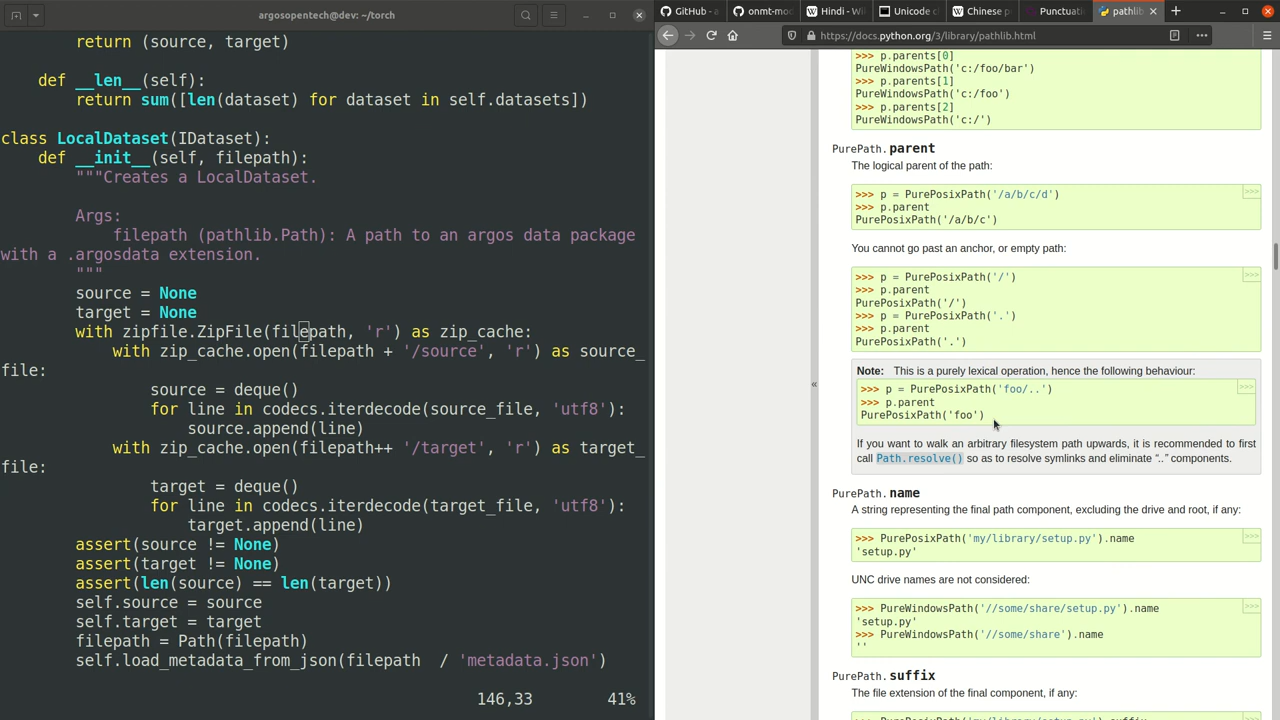 argosopentech@dev: ~/torch
return (source, target)
def __len__(self):
return sum([len(dataset) for dataset in self.datasets])
class LocalDataset(IDataset):
def __init__(self, filepath):
"""Creates a LocalDataset.
Args:
filepath (pathlib.Path): A path to an argos data package
with a .argosdata extension.
"""
source = None
target = None
with zipfile.ZipFile(filepath, 'r') as zip_cache:
with zip_cache.open(filepath + '/source', 'r') as source_
file:
source = deque()
for line in codecs.iterdecode(source_file, 'utf8'):
source.append(line)
with zip_cache.open(filepath++ '/target', 'r') as target_
file:
target = deque()
for line in codecs.iterdecode(target_file, 'utf8'):
target.append(line)
assert(source != None)
assert(target != None)
assert(len(source) == len(target))
self.source = source
self.target = target
filepath = Path(filepath)
self.load_metadata_from_json(filepath  / 'metadata.json')
146,33 41%
GitHub - a
onmt-mod
Hindi - Wi
Unicode c
Chinese p
Punctuati
pathlib
https://docs.python.org/3/library/pathlib.html
>>> p.parents[0]
PureWindowsPath('c:/foo/bar')
>>> p.parents[1]
PureWindowsPath('c:/foo')
>>> p.parents[2]
PureWindowsPath('c:/')
PurePath.parent
The logical parent of the path:
>>> p = PurePosixPath('/a/b/c/d') >>>
>>> p.parent
PurePosixPath('/a/b/c')
You cannot go past an anchor, or empty path:
>>> p = PurePosixPath('/') >>>
>>> p.parent
PurePosixPath('/')
>>> p = PurePosixPath('.')
>>> p.parent
PurePosixPath('.')
«
Note: This is a purely lexical operation, hence the following behaviour:
>>> p = PurePosixPath('foo/..') >>>
>>> p.parent
PurePosixPath('foo')
If you want to walk an arbitrary filesystem path upwards, it is recommended to first
call Path.resolve() so as to resolve symlinks and eliminate “..” components.
PurePath.name
A string representing the final path component, excluding the drive and root, if any:
>>> PurePosixPath('my/library/setup.py').name >>>
'setup.py'
UNC drive names are not considered:
>>> PureWindowsPath('//some/share/setup.py').name >>>
'setup.py'
>>> PureWindowsPath('//some/share').name
''
PurePath.suffix
The file extension of the final component, if any: